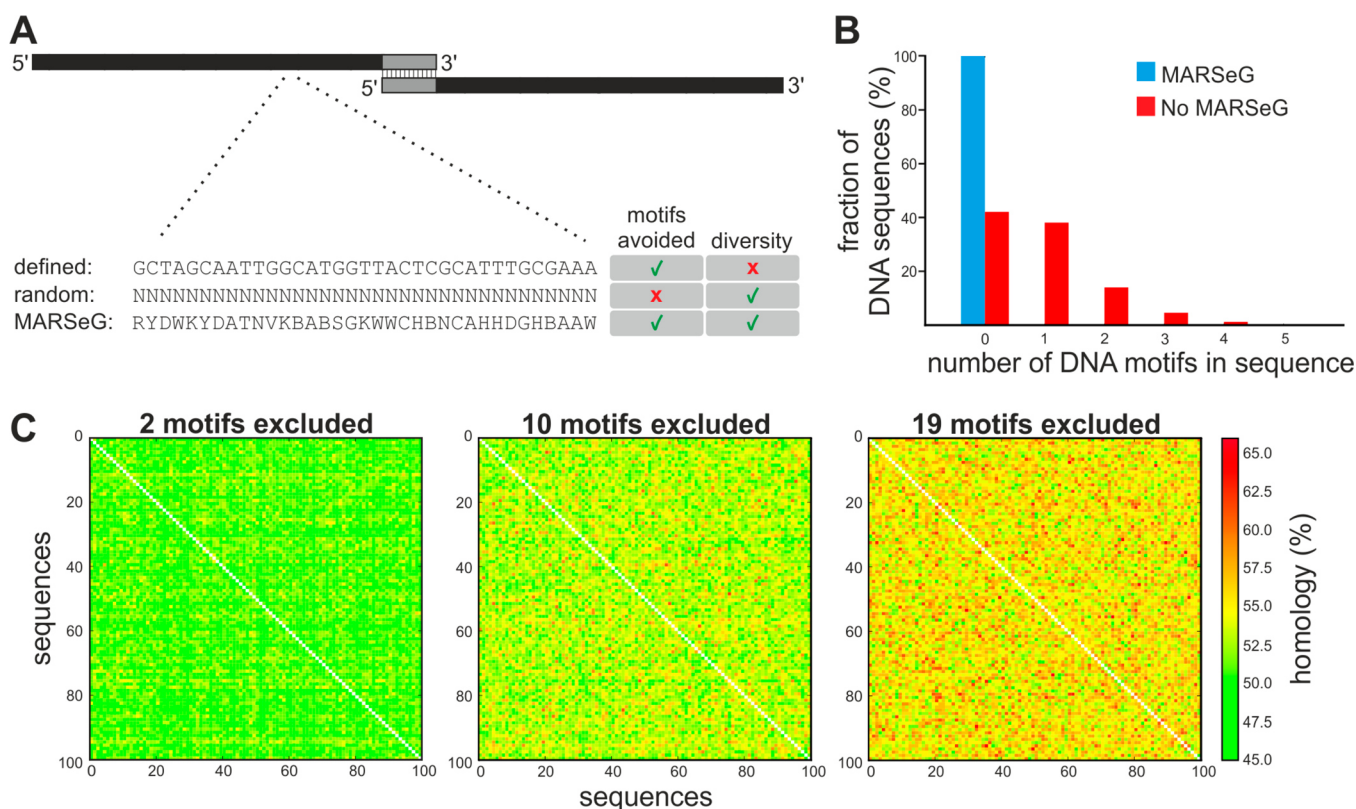 A
5' 3'
5' 3'
motifs avoided diversity
defined: GCTAGCAATTGGCATGGTTACTCGCATTTGCGAAA ✓ x
random: NNNNNNNNNNNNNNNNNNNNNNNNNNNNNNNNNNN x ✓
MARSeG: RYDWKYDATNVKBABSGKWWCHBNCAHHDGHBAAW ✓ ✓
B
fraction of
DNA sequences (%)
100
80
60
40
20
MARSeG
No MARSeG
0 1 2 3 4 5
number of DNA motifs in sequence
C
2 motifs excluded
10 motifs excluded
19 motifs excluded
sequences
0
20
40
60
80
100
0 20 40 60 80 100
0
20
40
60
80
100
0 20 40 60 80 100
0
20
40
60
80
100
0 20 40 60 80 100
sequences
65.0
62.5
60.0
57.5
55.0
52.5
50.0
47.5
45.0
homology (%)